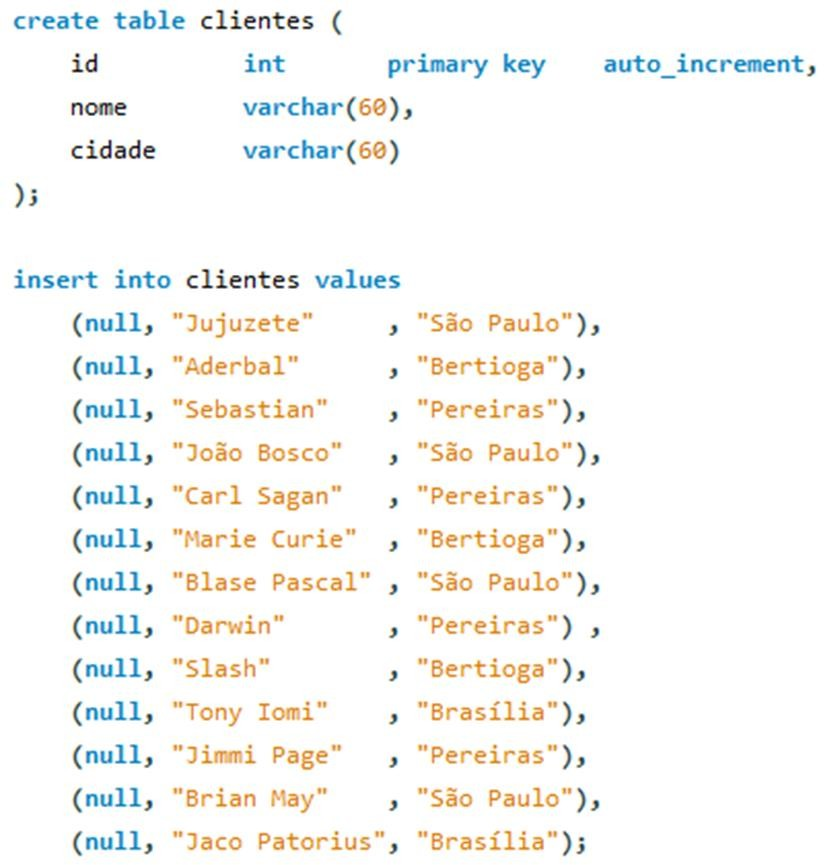 create table clientes (
    id        int       primary key    auto_increment,
    nome      varchar(60),
    cidade    varchar(60)
);
insert into clientes values
    (null, "Jujuzete"     , "São Paulo"),
    (null, "Aderbal"      , "Bertioga"),
    (null, "Sebastian"    , "Pereiras"),
    (null, "João Bosco"   , "São Paulo"),
    (null, "Carl Sagan"   , "Pereiras"),
    (null, "Marie Curie"  , "Bertioga"),
    (null, "Blase Pascal" , "São Paulo"),
    (null, "Darwin"       , "Pereiras") ,
    (null, "Slash"        , "Bertioga"),
    (null, "Tony Iomi"    , "Brasília"),
    (null, "Jimmi Page"   , "Pereiras"),
    (null, "Brian May"    , "São Paulo"),
    (null, "Jaco Patorius", "Brasília");